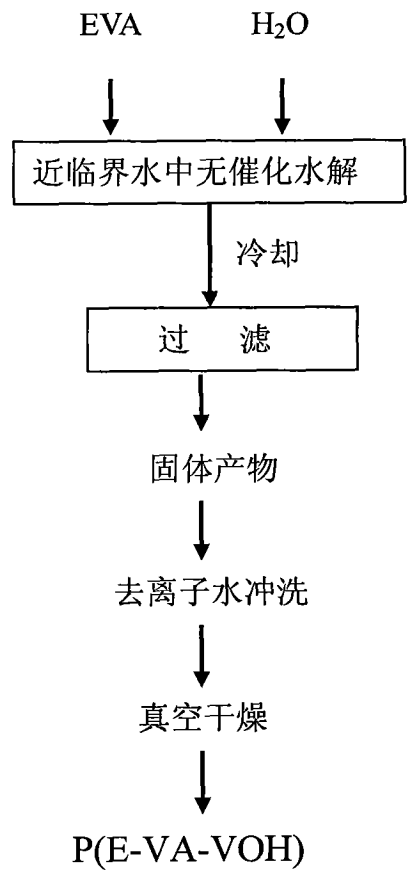 EVA H₂O
近临界水中无催化水解
冷却
过 滤
固体产物
去离子水冲洗
真空干燥
P(E-VA-VOH)